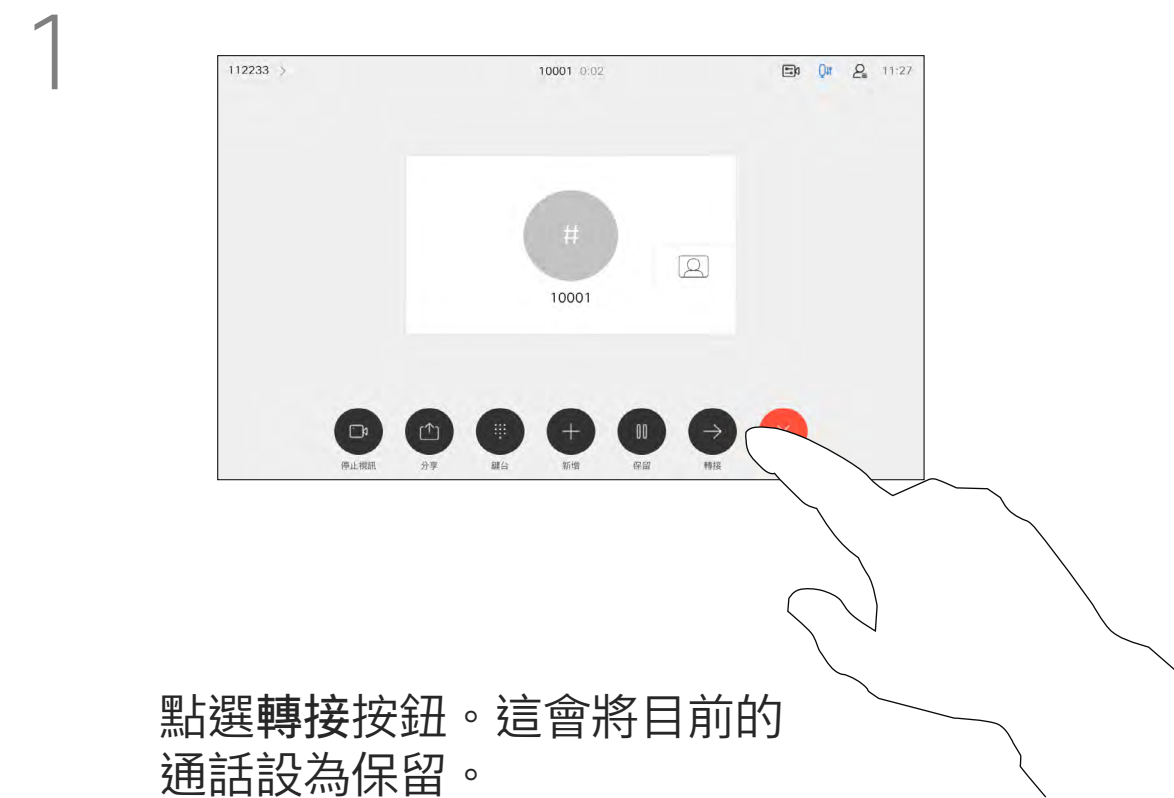 1
112233 >
10001 0:02
11:27
#
10001
停止視訊
分享
鍵台
新增
保留
轉接
點選轉接按鈕。這會將目前的
通話設為保留。